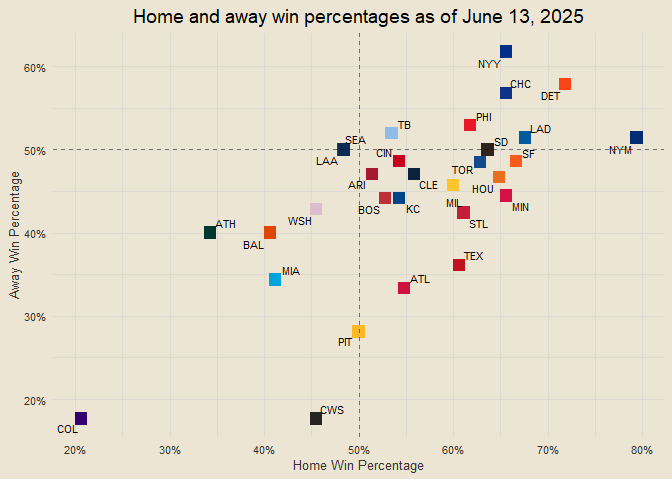 Home and away win percentages as of June 13, 2025
NYY
60%
CHC
DET
PHI
TB
LAD
SEA
SD
50%
NYM
CIN
SF
LAA
TOR
ARI
CLE
HOU
MIL
MIN
BOS
KC
WSH
STL
ATH
40%
BAL
TEX
MIA
ATL
Away Win Percentage
30%
PIT
20%
CWS
COL
20%
30%
40%
50%
60%
70%
80%
Home Win Percentage